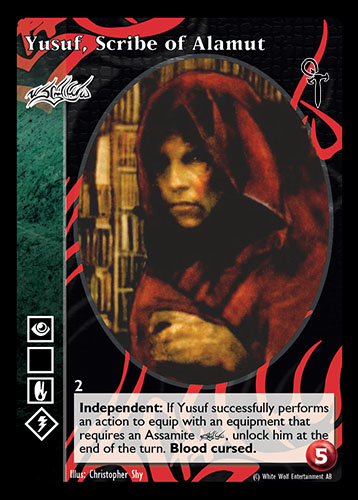 Yusuf, Scribe of Alamut
2
Independent: If Yusuf successfully performs
an action to equip with an equipment that
requires an Assamite , unlock him at the
end of the turn. Blood cursed.
5
Illus: Christopher Shy
(C) White Wolf Entertainment AB